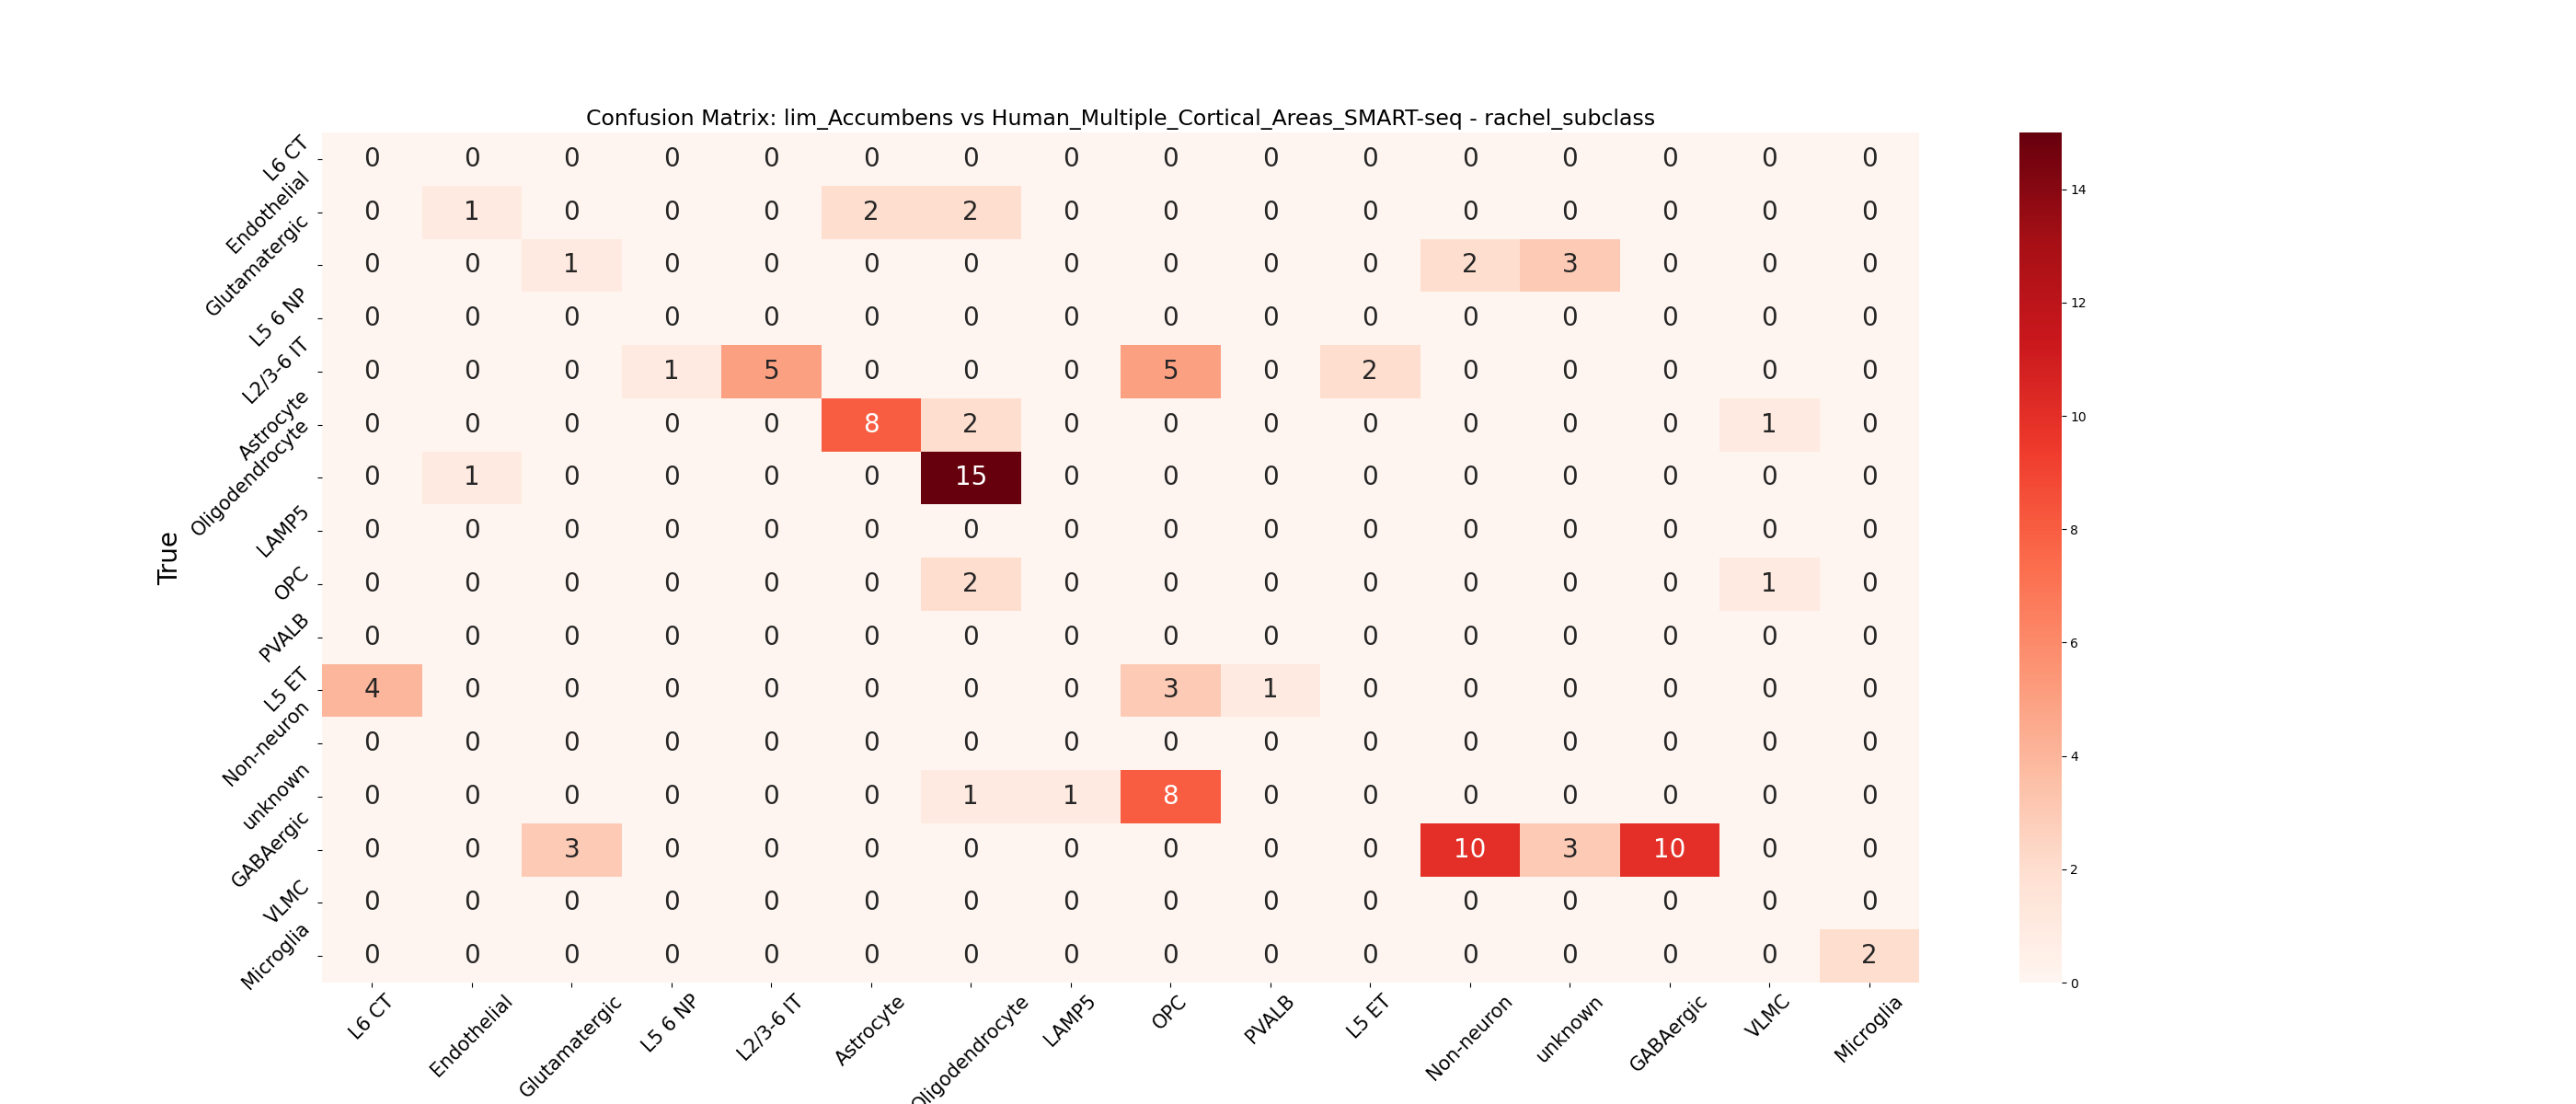 Confusion Matrix: lim_Accumbens vs Human_Multiple_Cortical_Areas_SMART-seq - rachel_subclass
True
L6 CT 0 0 0 0 0 0 0 0 0 0 0 0 0 0 0 0
Endothelial 0 1 0 0 0 2 2 0 0 0 0 0 0 0 0 0
Glutamatergic 0 0 1 0 0 0 0 0 0 0 0 2 3 0 0 0
L5 6 NP 0 0 0 0 0 0 0 0 0 0 0 0 0 0 0 0
L2/3-6 IT 0 0 0 1 5 0 0 0 5 0 2 0 0 0 0 0
Astrocyte 0 0 0 0 0 8 2 0 0 0 0 0 0 0 1 0
Oligodendrocyte 0 1 0 0 0 0 15 0 0 0 0 0 0 0 0 0
LAMP5 0 0 0 0 0 0 0 0 0 0 0 0 0 0 0 0
OPC 0 0 0 0 0 0 2 0 0 0 0 0 0 0 1 0
PVALB 0 0 0 0 0 0 0 0 0 0 0 0 0 0 0 0
L5 ET 4 0 0 0 0 0 0 0 3 1 0 0 0 0 0 0
Non-neuron 0 0 0 0 0 0 0 0 0 0 0 0 0 0 0 0
unknown 0 0 0 0 0 0 1 1 8 0 0 0 0 0 0 0
GABAergic 0 0 3 0 0 0 0 0 0 0 0 10 3 10 0 0
VLMC 0 0 0 0 0 0 0 0 0 0 0 0 0 0 0 0
Microglia 0 0 0 0 0 0 0 0 0 0 0 0 0 0 0 2
L6 CT Endothelial Glutamatergic L5 6 NP L2/3-6 IT Astrocyte Oligodendrocyte LAMP5 OPC PVALB L5 ET Non-neuron unknown GABAergic VLMC Microglia
14
12
10
8
6
4
2
0